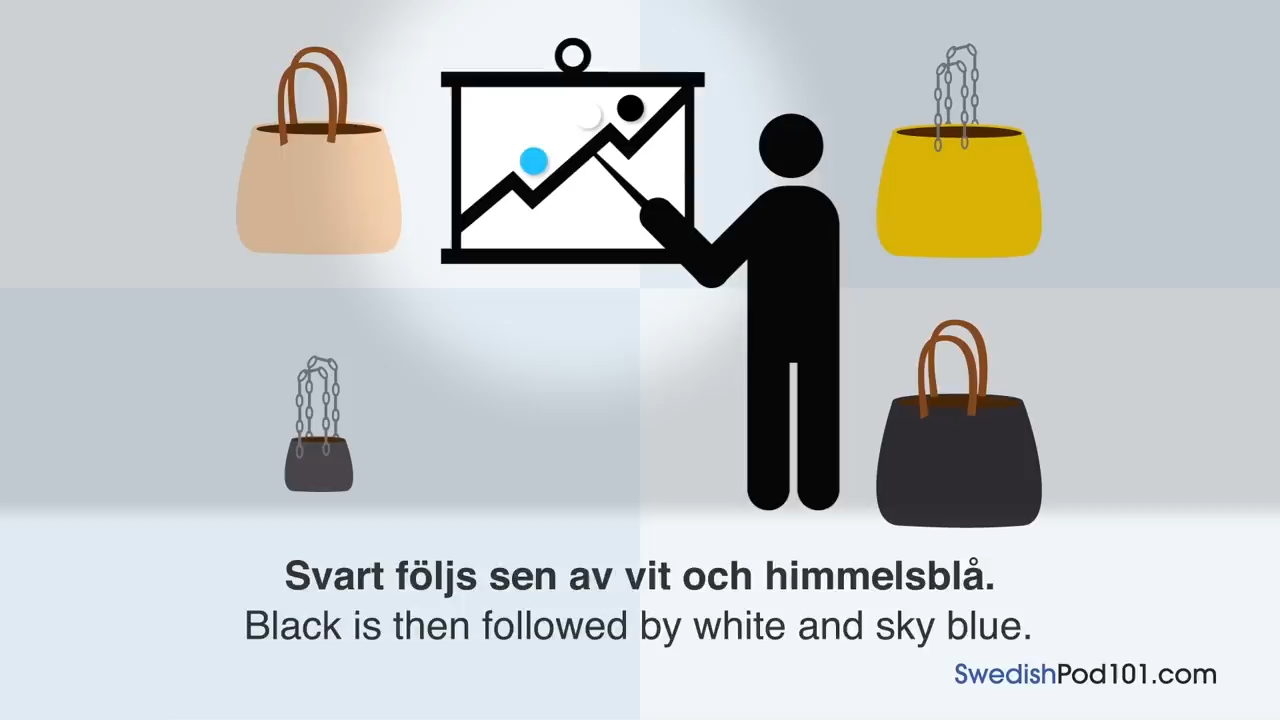 Svart följs sen av vit och himmelsblå.
Black is then followed by white and sky blue.
SwedishPod101.com